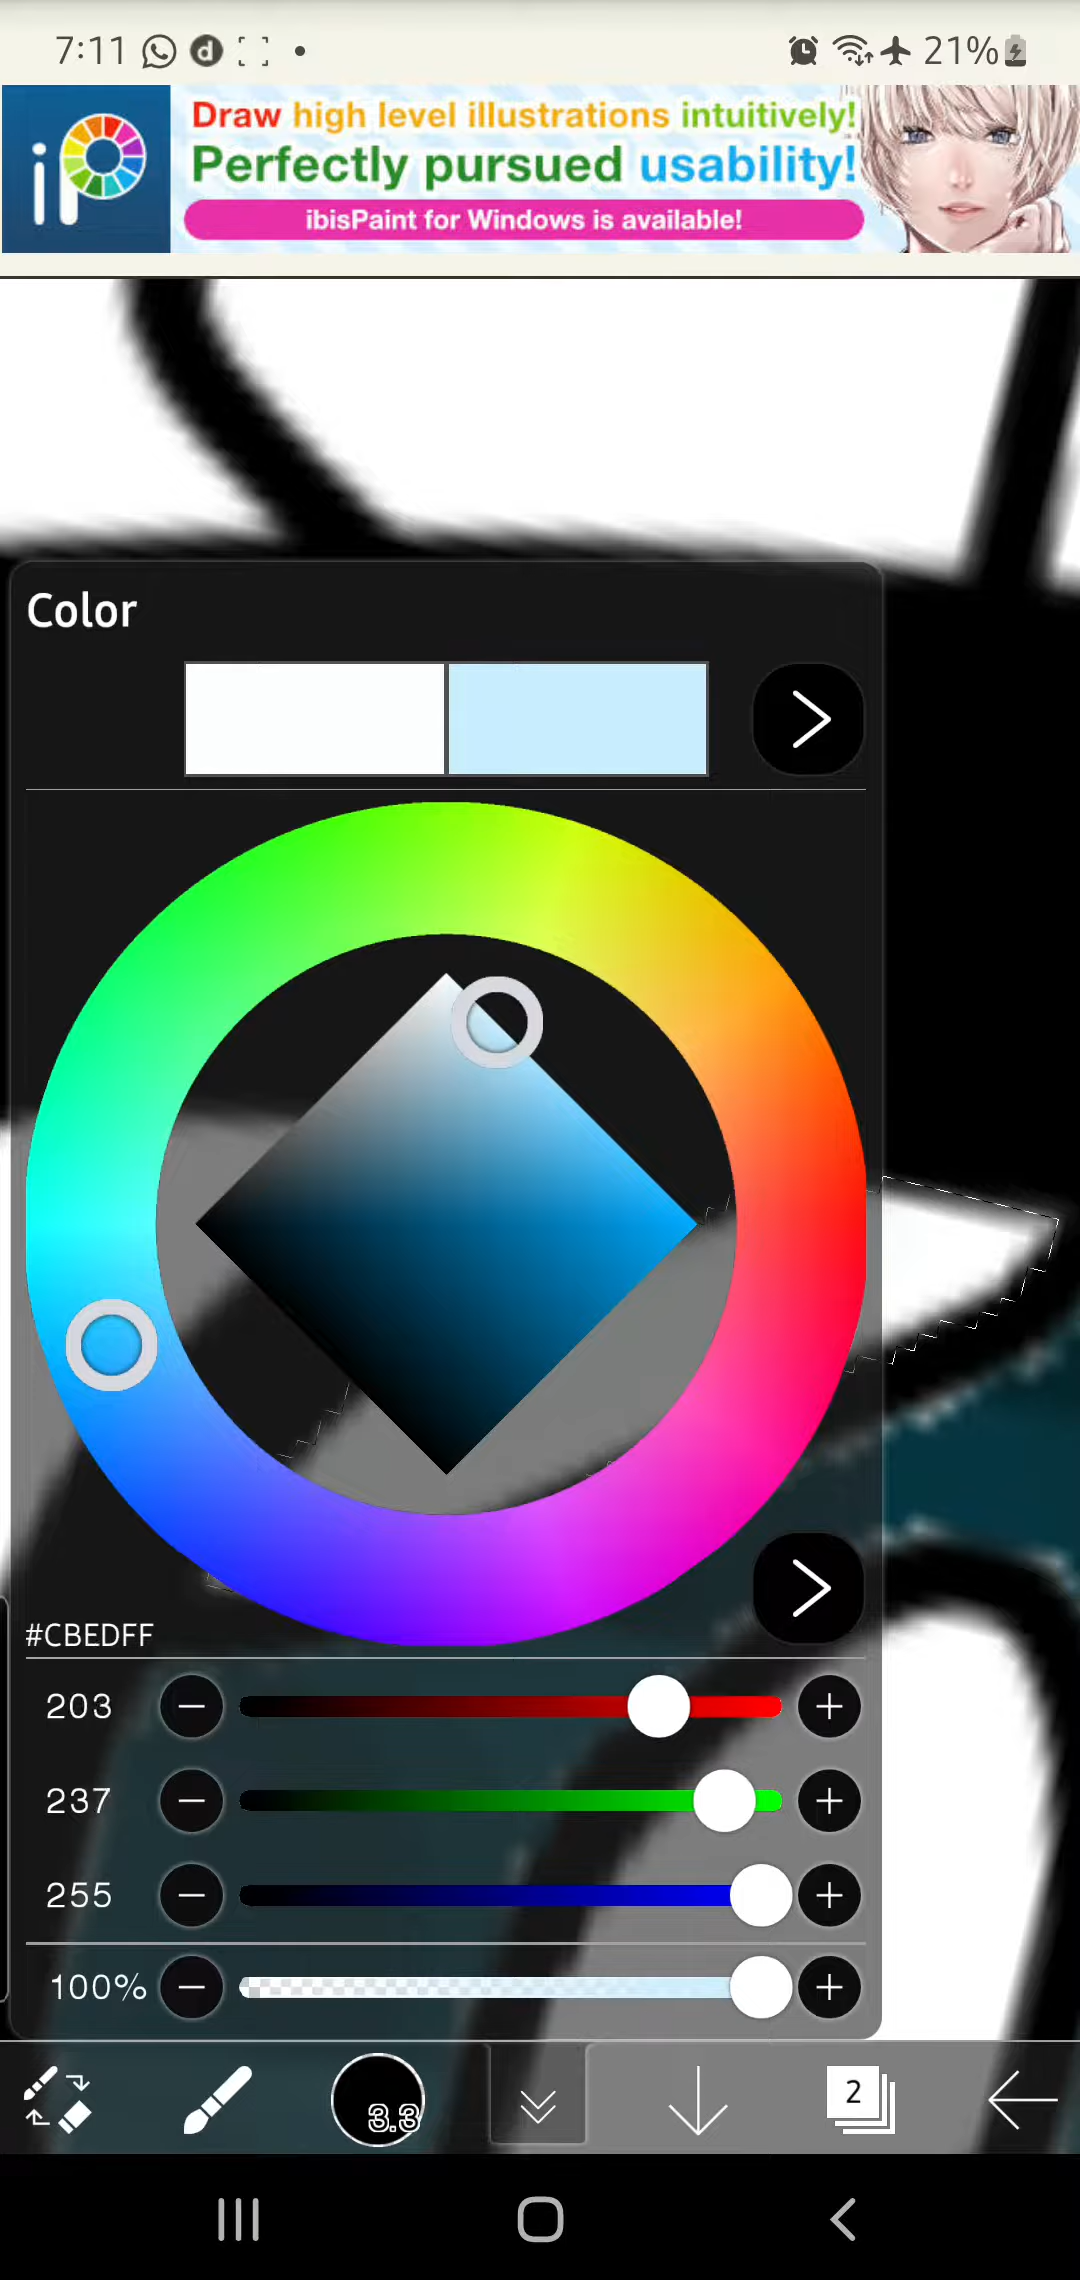 7:11
21%
iP
Draw high level illustrations intuitively!
Perfectly pursued usability!
ibisPaint for Windows is available!
Color
#CBEDFF
203
237
255
100%
3.3
2